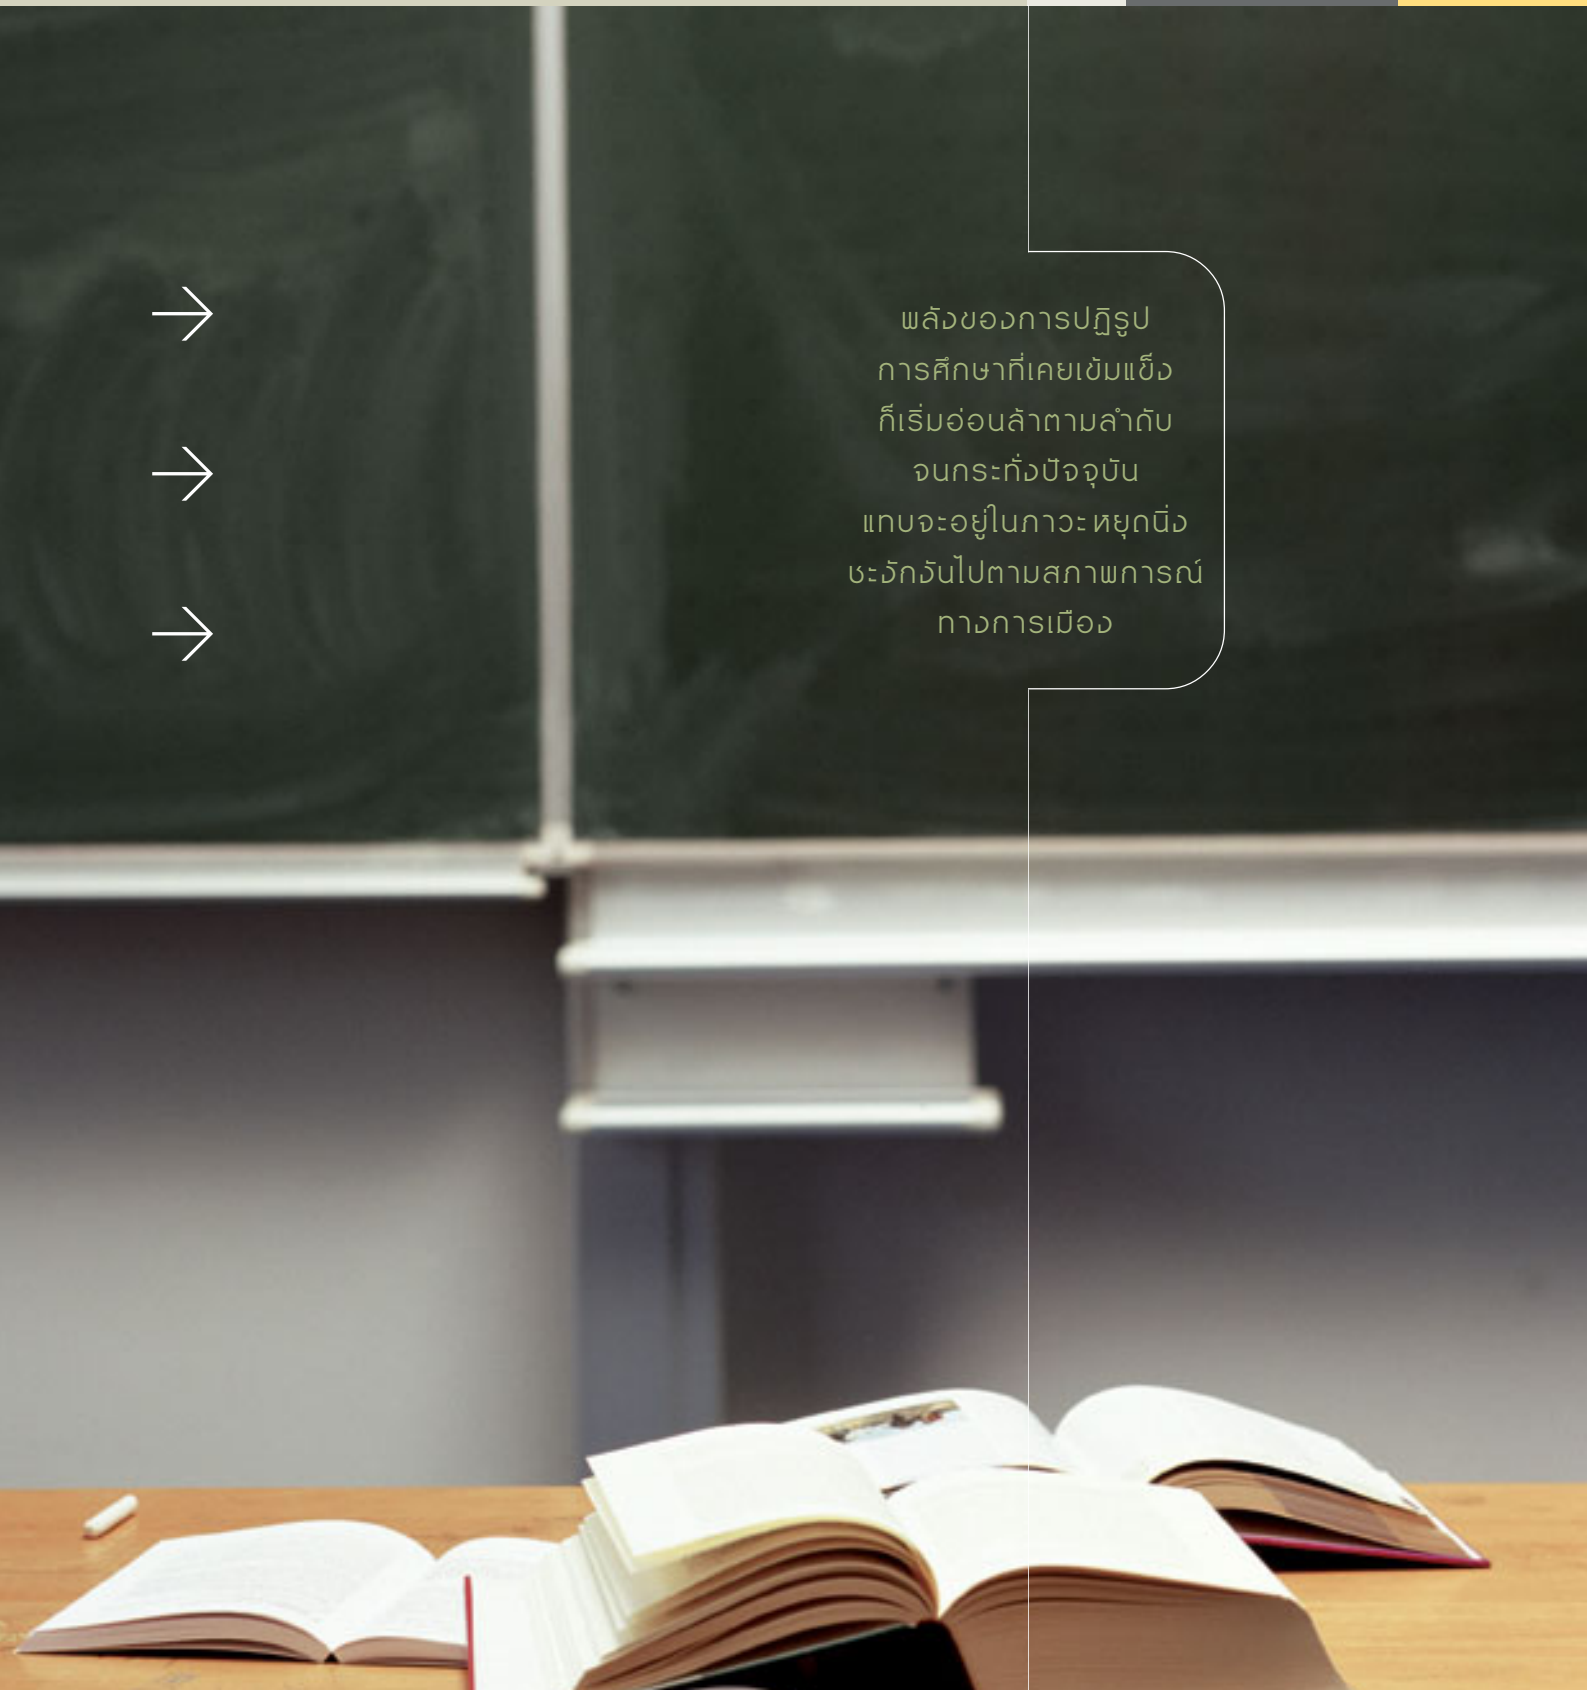 พลังของการปฏิรูป
การศึกษาที่เคยเข้มแข็ง
ก็เริ่มอ่อนล้าตามลำดับ
จนกระทั่งปัจจุบัน
แทบจะอยู่ในภาวะหยุดนิ่ง
ชะงักงันไปตามสภาพการณ์
ทางการเมือง